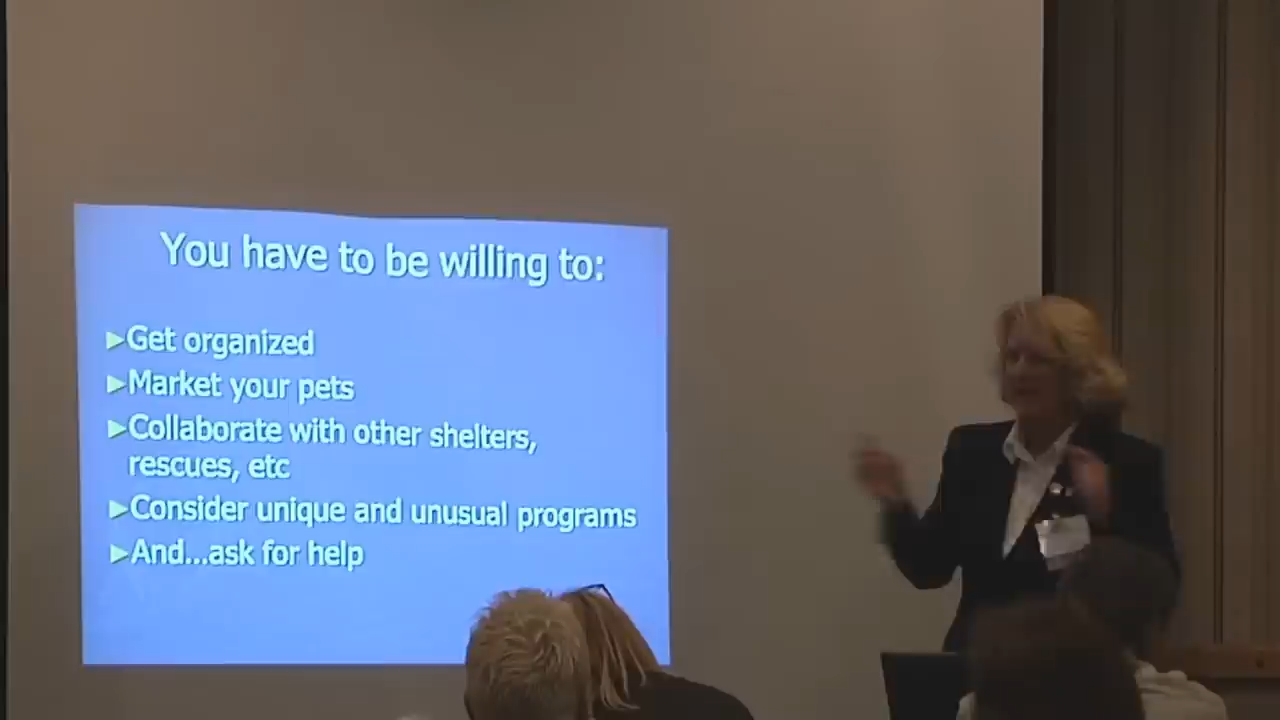 You have to be willing to:
►Get organized
►Market your pets
►Collaborate with other shelters,
rescues, etc
►Consider unique and unusual programs
►And...ask for help